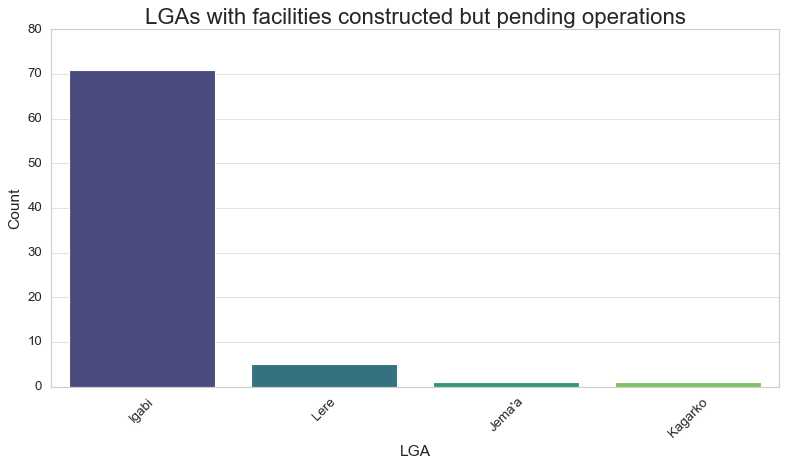 LGAs with facilities constructed but pending operations
80
70
60
50
40
30
20
10
0
Count
Igabi
Lere
Jema'a
Kagarko
LGA